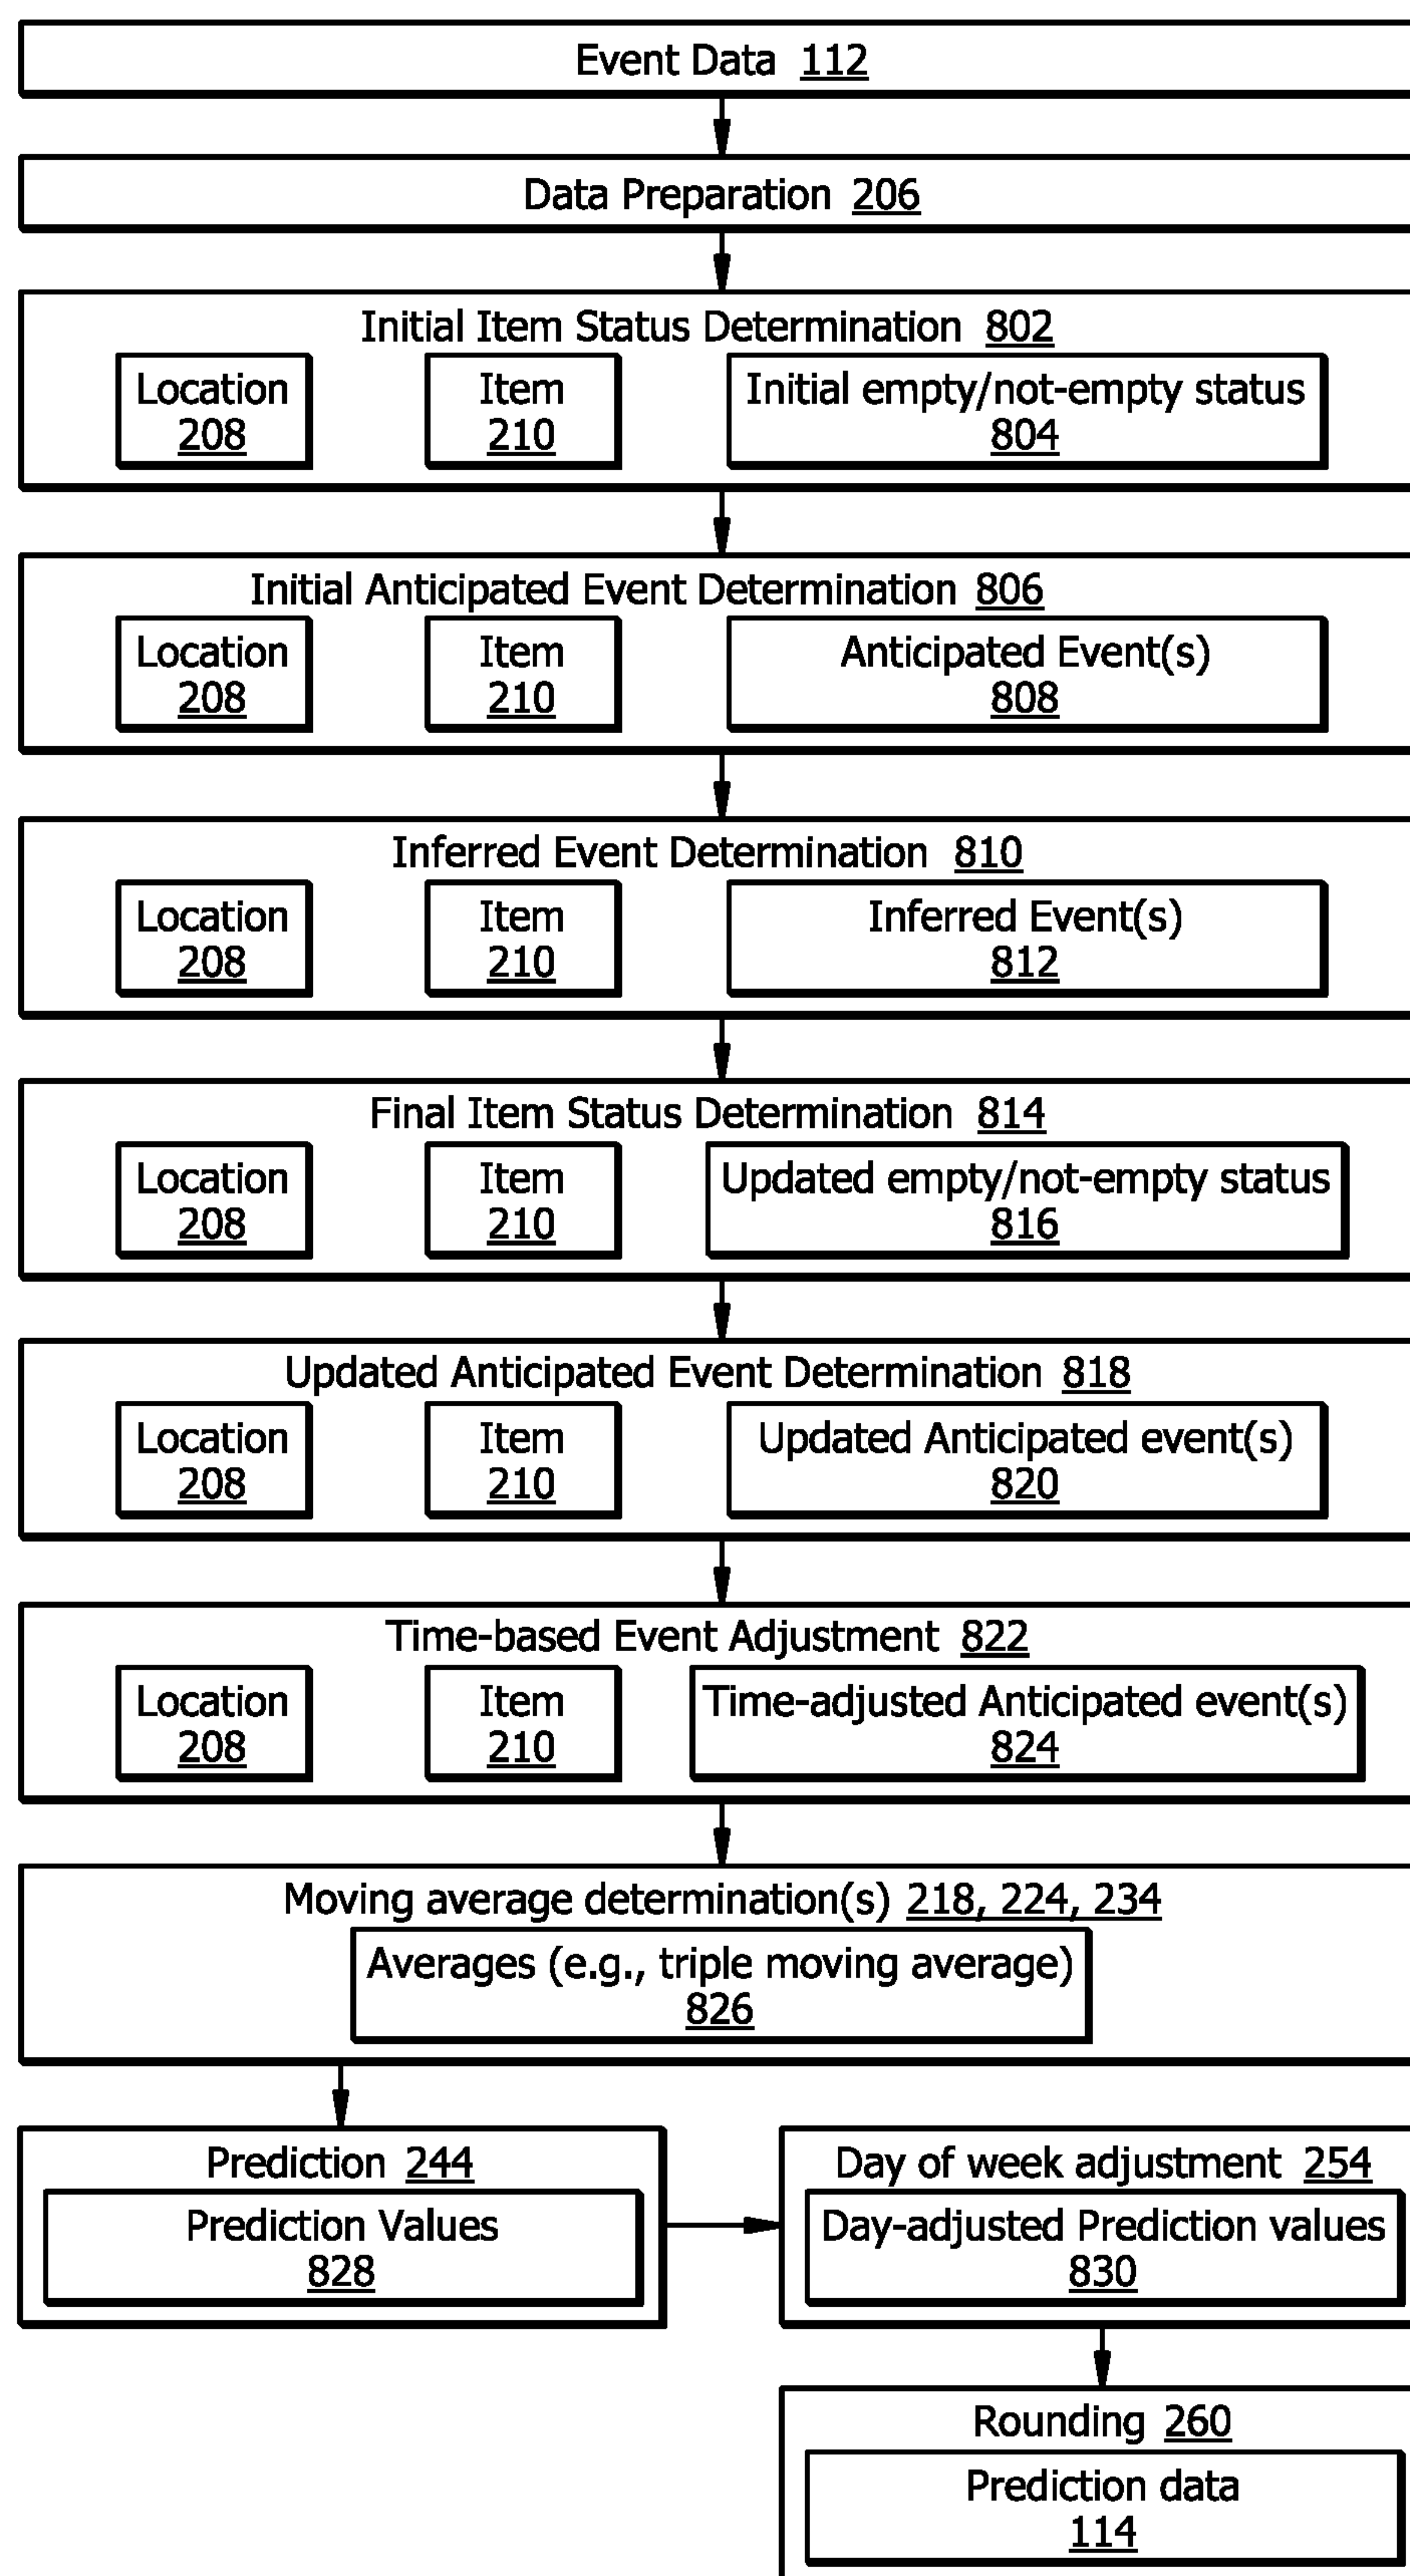 Event Data 112
Data Preparation 206
Initial Item Status Determination 802
Location
208
Item
210
Initial empty/not-empty status
804
Initial Anticipated Event Determination 806
Location
208
Item
210
Anticipated Event(s)
808
Inferred Event Determination 810
Location
208
Item
210
Inferred Event(s)
812
Final Item Status Determination 814
Location
208
Item
210
Updated empty/not-empty status
816
Updated Anticipated Event Determination 818
Location
208
Item
210
Updated Anticipated event(s)
820
Time-based Event Adjustment 822
Location
208
Item
210
Time-adjusted Anticipated event(s)
824
Moving average determination(s) 218, 224, 234
Averages (e.g., triple moving average)
826
Prediction 244
Prediction Values
828
Day of week adjustment 254
Day-adjusted Prediction values
830
Rounding 260
Prediction data
114